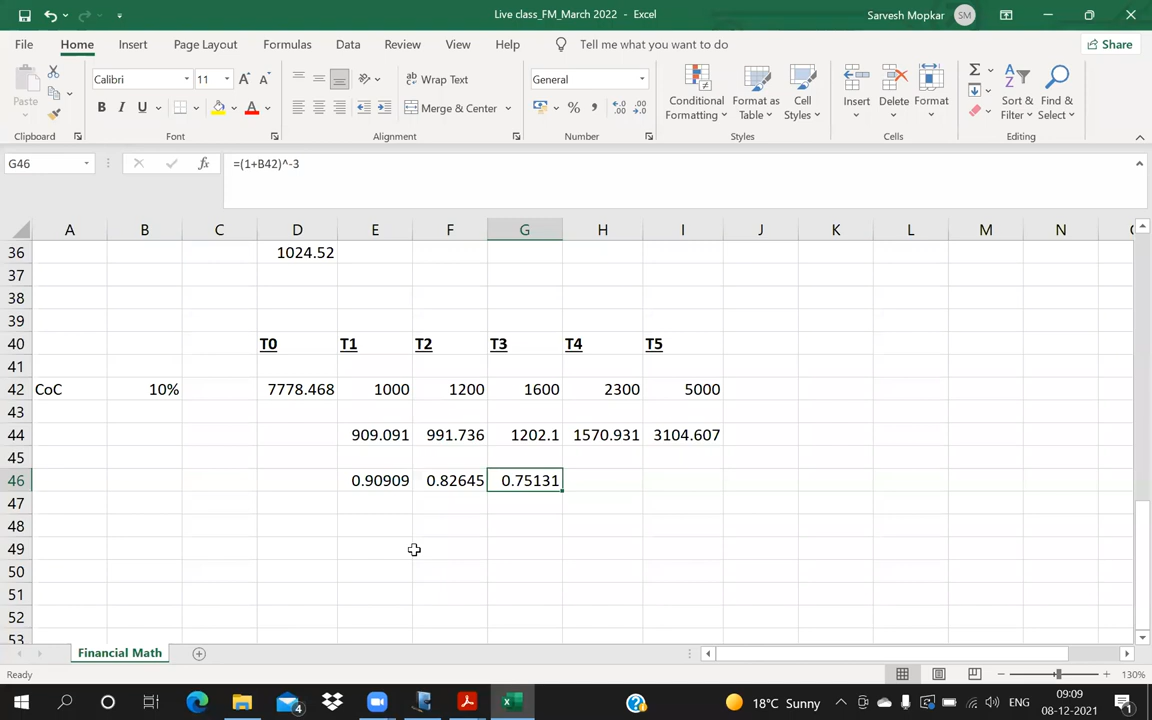 Live class_FM_March 2022 - Excel
Sarvesh Mopkar SM
File Home Insert Page Layout Formulas Data Review View Help Tell me what you want to do Share
Paste
Calibri 11
Wrap Text
Merge & Center
General
Conditional Formatting
Format as Table
Cell Styles
Insert
Delete
Format
Sort & Filter
Find & Select
Clipboard Font Alignment Number Styles Cells Editing
G46 fx =(1+B42)^-3
A B C D E F G H I J K L M N
36 1024.52
37
38
39
40 T0 T1 T2 T3 T4 T5
41
42 CoC 10% 7778.468 1000 1200 1600 2300 5000
43
44 909.091 991.736 1202.1 1570.931 3104.607
45
46 0.90909 0.82645 0.75131
47
48
49
50
51
52
53
Financial Math
Ready 130%
4 18°C Sunny ENG 09:09 08-12-2021 1